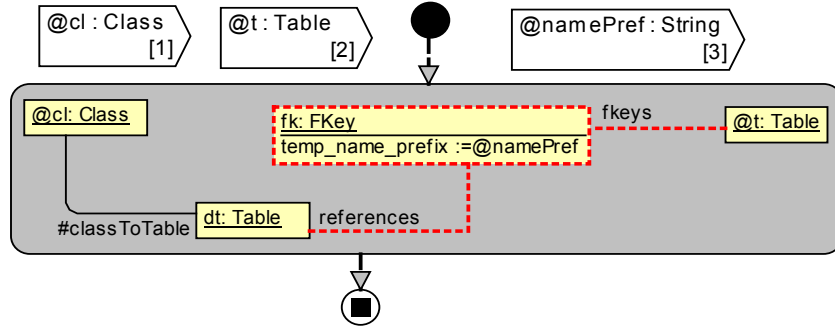 @cl : Class
[1]
@t : Table
[2]
@namePref : String
[3]
@cl: Class
fk: FKey
temp_name_prefix :=@namePref
fkeys
@t: Table
#classToTable
dt: Table
references